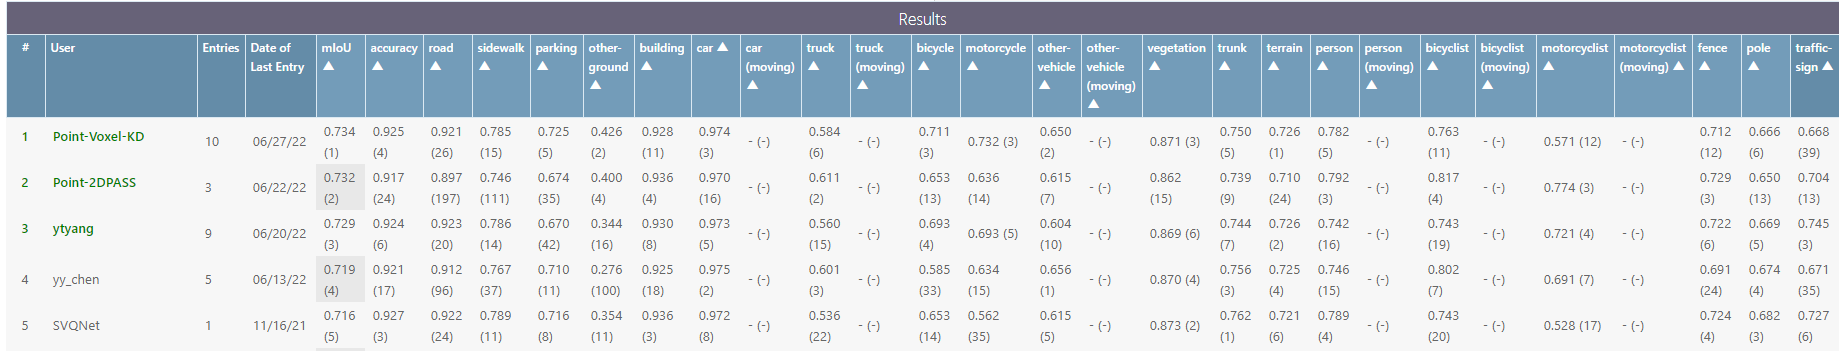 Results
# User Entries Date of Last Entry mIoU ▲ accuracy ▲ road ▲ sidewalk ▲ parking ▲ other-ground ▲ building ▲ car ▲ car (moving) ▲ truck ▲ truck (moving) ▲ bicycle ▲ motorcycle ▲ other-vehicle ▲ other-vehicle (moving) ▲ vegetation ▲ trunk ▲ terrain ▲ person ▲ person (moving) ▲ bicyclist ▲ bicyclist (moving) ▲ motorcyclist ▲ motorcyclist (moving) ▲ fence ▲ pole ▲ traffic-sign ▲
1 Point-Voxel-KD 10 06/27/22 0.734 (1) 0.925 (4) 0.921 (26) 0.785 (15) 0.725 (5) 0.426 (2) 0.928 (11) 0.974 (3) - (-) 0.584 (6) - (-) 0.711 (3) 0.732 (3) 0.650 (2) - (-) 0.871 (3) 0.750 (5) 0.726 (1) 0.782 (5) - (-) 0.763 (11) - (-) 0.571 (12) - (-) 0.712 (12) 0.666 (6) 0.668 (39)
2 Point-2DPASS 3 06/22/22 0.732 (2) 0.917 (24) 0.897 (197) 0.746 (111) 0.674 (35) 0.400 (4) 0.936 (4) 0.970 (16) - (-) 0.611 (2) - (-) 0.653 (13) 0.636 (14) 0.615 (7) - (-) 0.862 (15) 0.739 (9) 0.710 (24) 0.792 (3) - (-) 0.817 (4) - (-) 0.774 (3) - (-) 0.729 (3) 0.650 (13) 0.704 (13)
3 ytyang 9 06/20/22 0.729 (3) 0.924 (6) 0.923 (20) 0.786 (14) 0.670 (42) 0.344 (16) 0.930 (8) 0.973 (5) - (-) 0.560 (15) - (-) 0.693 (4) 0.693 (5) 0.604 (10) - (-) 0.869 (6) 0.744 (7) 0.726 (2) 0.742 (16) - (-) 0.743 (19) - (-) 0.721 (4) - (-) 0.722 (6) 0.669 (5) 0.745 (3)
4 yy_chen 5 06/13/22 0.719 (4) 0.921 (17) 0.912 (96) 0.767 (37) 0.710 (11) 0.276 (100) 0.925 (18) 0.975 (2) - (-) 0.601 (3) - (-) 0.585 (33) 0.634 (15) 0.656 (1) - (-) 0.870 (4) 0.756 (3) 0.725 (4) 0.746 (15) - (-) 0.802 (7) - (-) 0.691 (7) - (-) 0.691 (24) 0.674 (4) 0.671 (35)
5 SVQNet 1 11/16/21 0.716 (5) 0.927 (3) 0.922 (24) 0.789 (11) 0.716 (8) 0.354 (11) 0.936 (3) 0.972 (8) - (-) 0.536 (22) - (-) 0.653 (14) 0.562 (35) 0.615 (5) - (-) 0.873 (2) 0.762 (1) 0.721 (6) 0.789 (4) - (-) 0.743 (20) - (-) 0.528 (17) - (-) 0.724 (4) 0.682 (3) 0.727 (6)